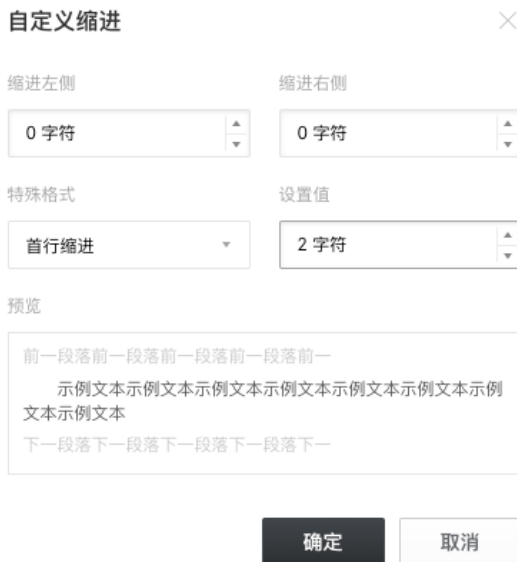 自定义缩进
缩进左侧 缩进右侧
0 字符 0 字符
特殊格式 设置值
首行缩进 2 字符
预览
前一段落前一段落前一段落前一段落前一
示例文本示例文本示例文本示例文本示例文本示例文本示例
文本示例文本
下一段落下一段落下一段落下一段落下一
确定 取消